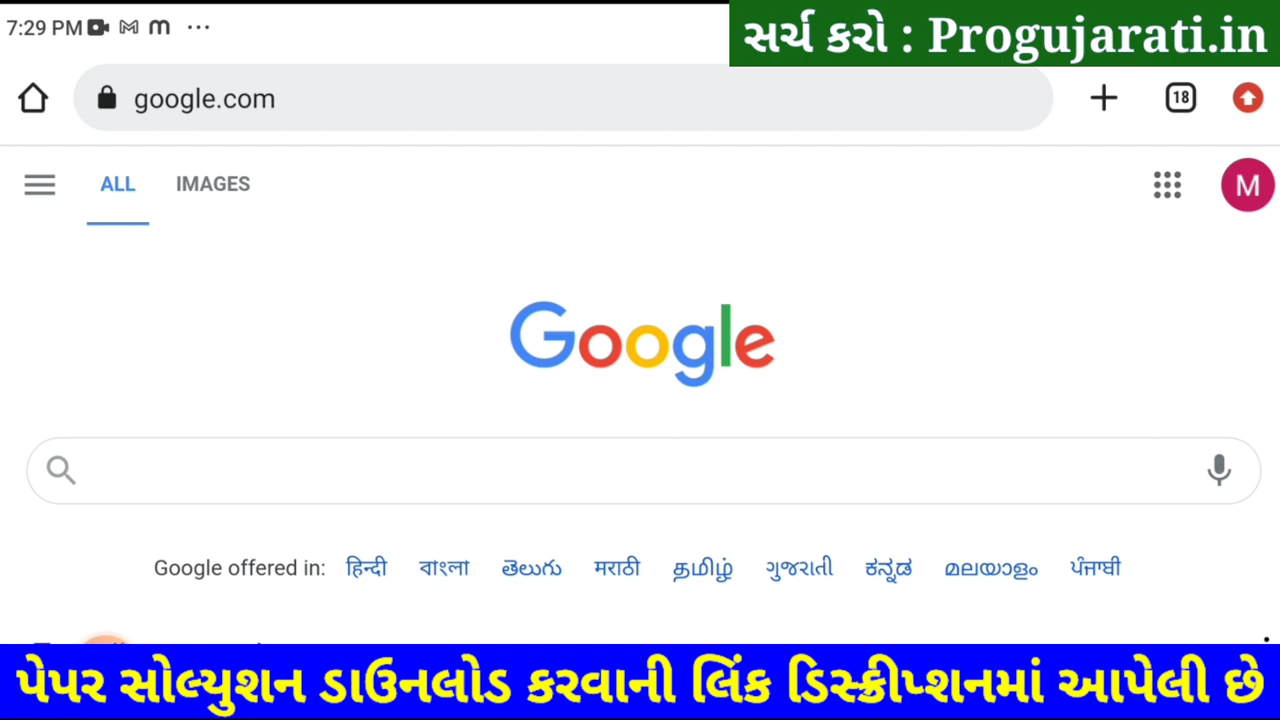 7:29 PM
સર્ચ કરો : Progujarati.in
google.com
18
ALL IMAGES
M
Google
Google offered in: हिन्दी বাংলা తెలుగు मराठी தமிழ் ગુજરાતી ಕನ್ನಡ മലയാളം ਪੰਜਾਬੀ
પેપર સોલ્યુશન ડાઉનલોડ કરવાની લિંક ડિસ્ક્રીપ્શનમાં આપેલી છે